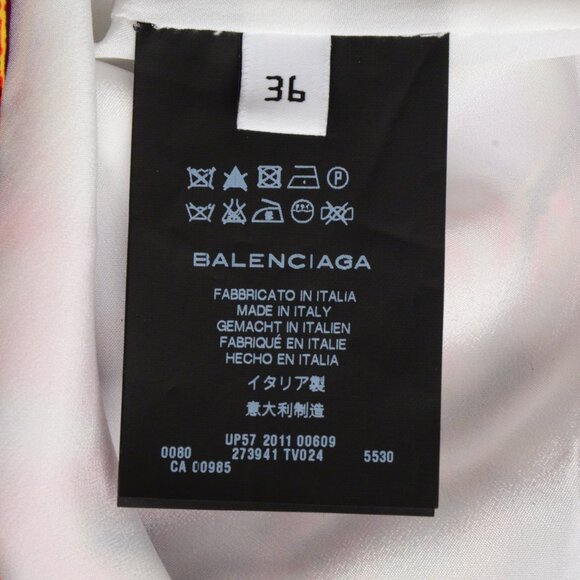 36
P
BALENCIAGA
FABBRICATO IN ITALIA
MADE IN ITALY
GEMACHT IN ITALIEN
FABRIQUÉ EN ITALIE
HECHO EN ITALIA
イタリア製
意大利制造
UP57 2011 00609
0080 273941 TV024 5530
CA 00985